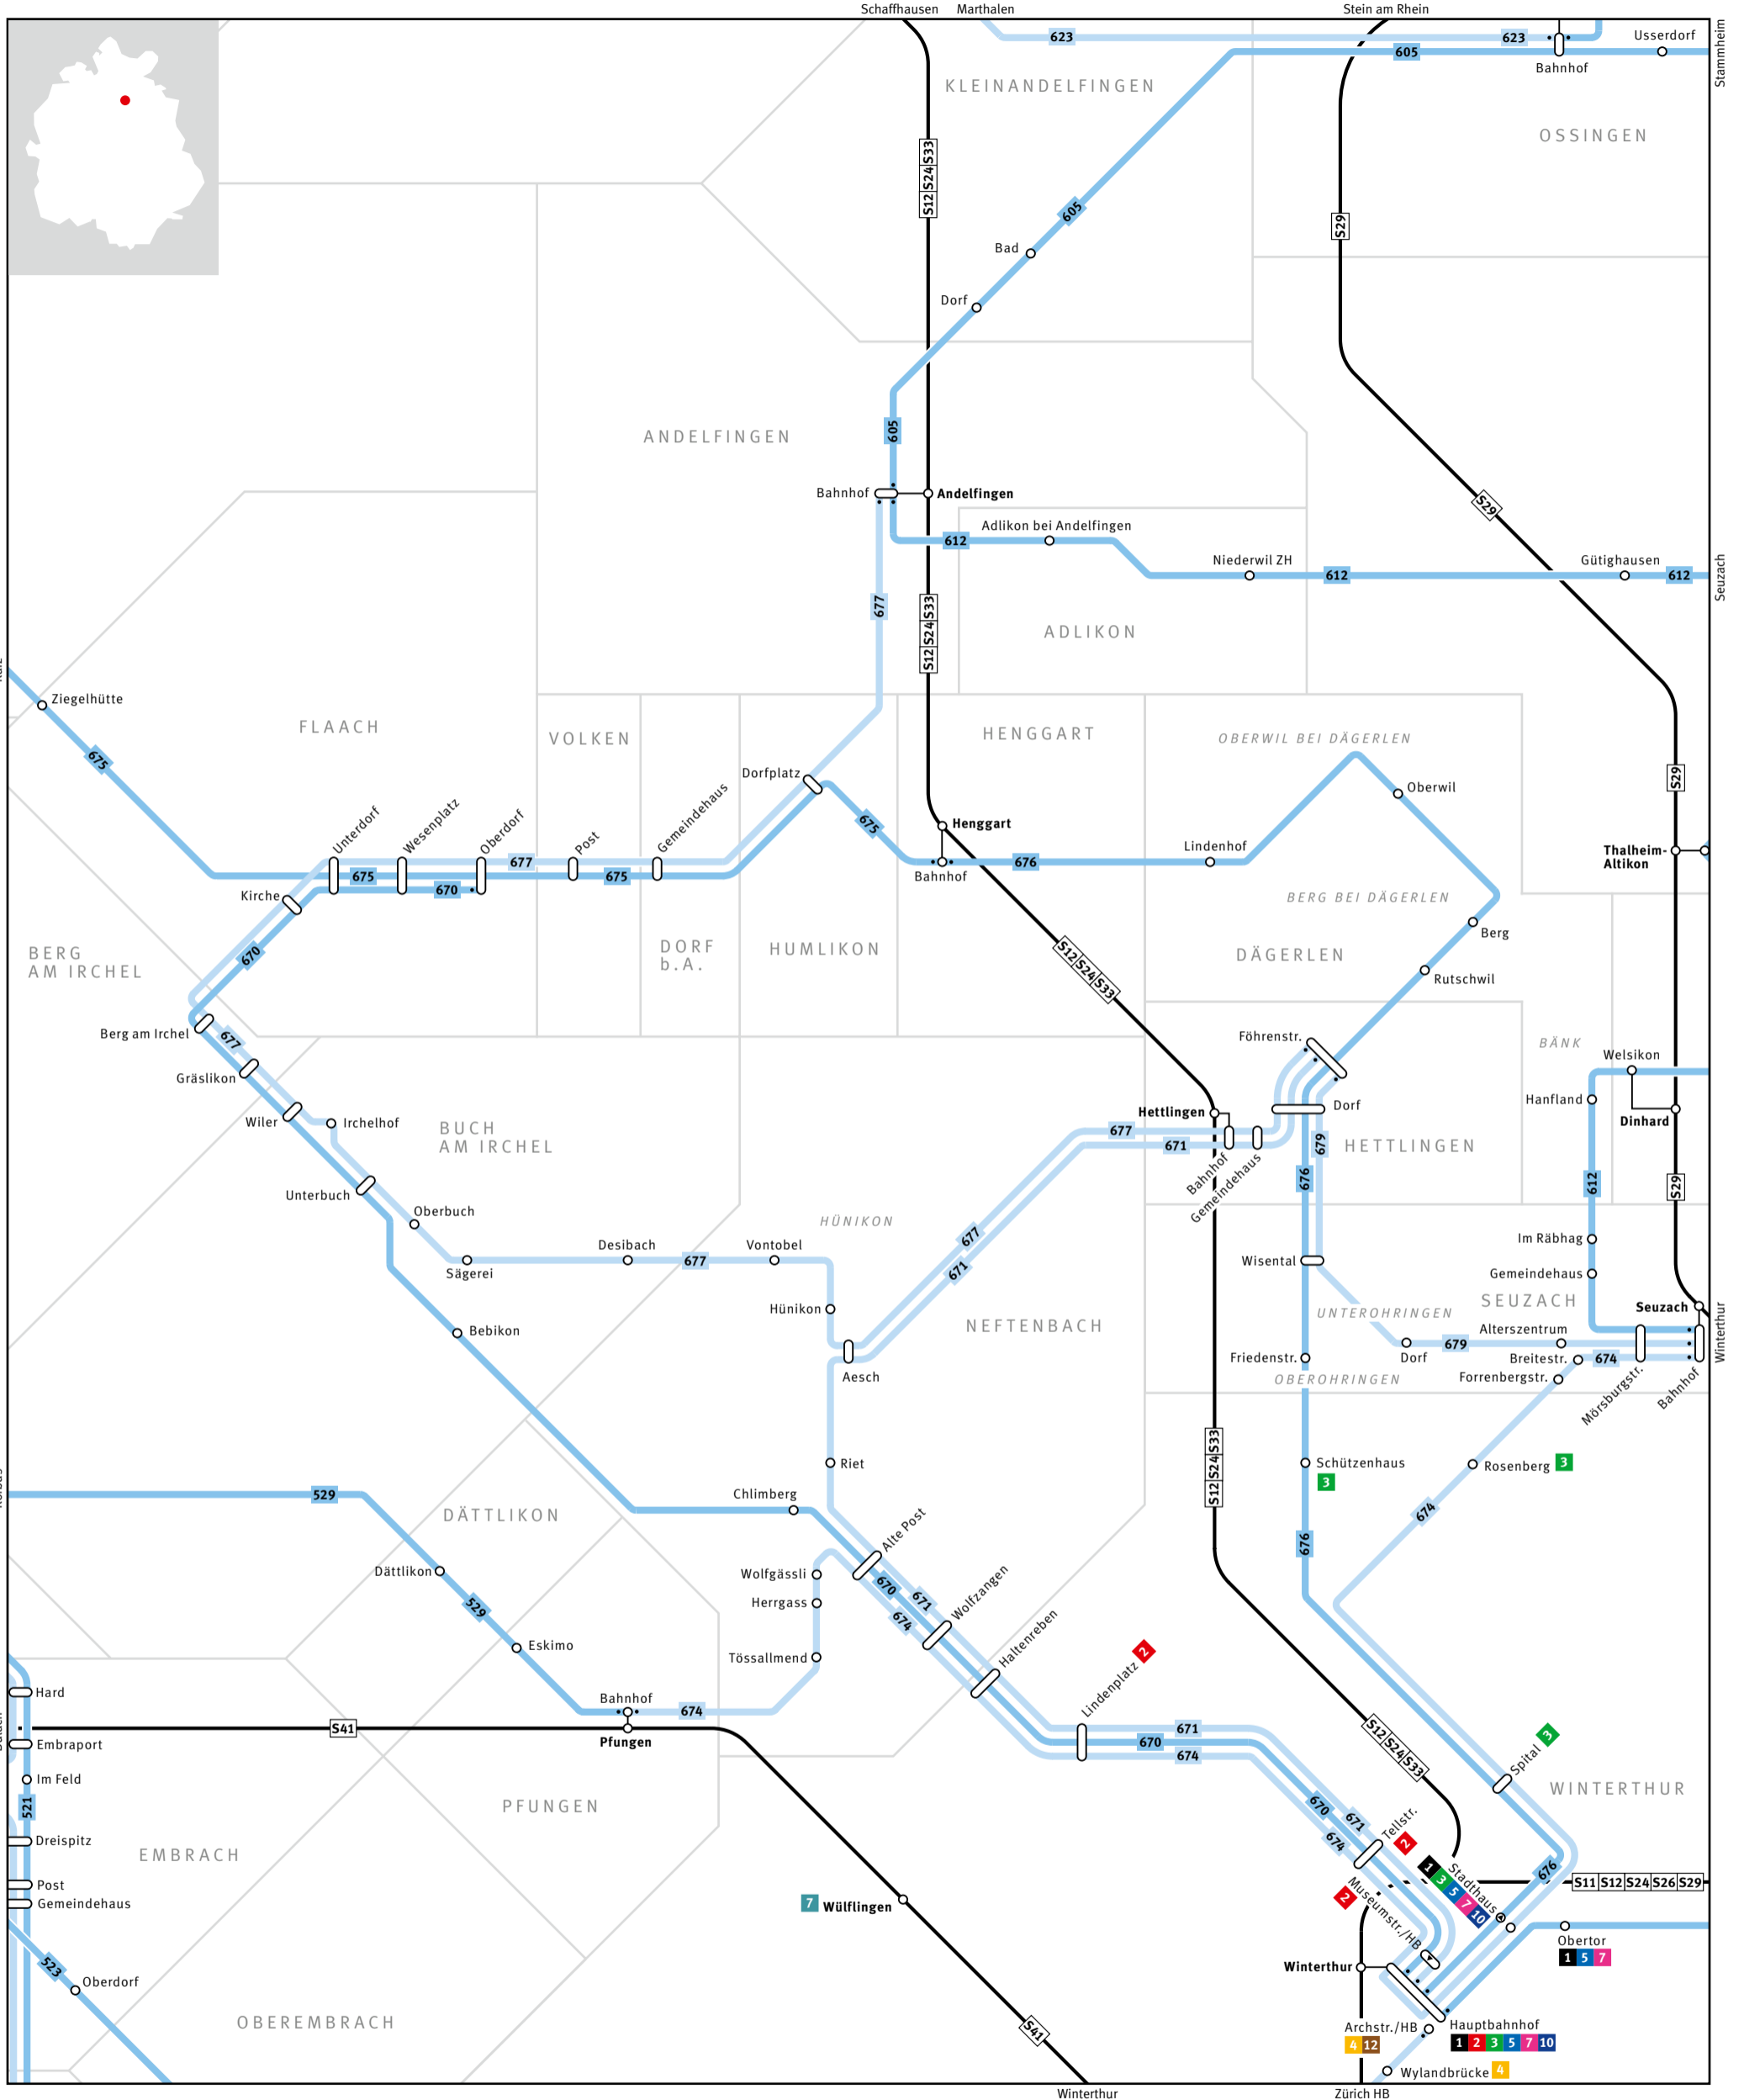 Schaffhausen
Marthalen
Stein am Rhein
623
623
Bahnhof
Usserdorf
605
Stammheim
KLEINANDELFINGEN
OSSINGEN
S12 S24 S33
605
S29
Bad
Dorf
605
ANDELFINGEN
Bahnhof
Andelfingen
S29
612
Adlikon bei Andelfingen
Niederwil ZH
612
Gütighausen
612
Seuzach
677
S12 S24 S33
ADLIKON
Ziegelhütte
675
FLAACH
VOLKEN
HENGGART
OBERWIL BEI DÄGERLEN
Dorfplatz
Oberwil
S29
Unterdorf
Wesenplatz
Oberdorf
Post
Gemeindehaus
675
Henggart
677
675
675
670
Bahnhof
676
Lindenhof
Thalheim-
Altikon
Kirche
BERG BEI DÄGERLEN
Berg
670
BERG
AM IRCHEL
DORF
b.A.
HUMLIKON
DÄGERLEN
S12 S24 S33
Rutschwil
Berg am Irchel
677
Föhrenstr.
BÄNK
Welsikon
Gräslikon
Hanfland
Wiler
Irchelhof
Hettlingen
Dorf
Dinhard
BUCH
AM IRCHEL
677
671
679
HETTLINGEN
Bahnhof
Gemeindehaus
676
612
S29
Unterbuch
Oberbuch
HÜNIKON
677
671
Im Räbhag
Sägerei
Desibach
677
Vontobel
Wisental
Gemeindehaus
Hünikon
UNTEROHRINGEN
SEUZACH
Seuzach
Winterthur
Bebikon
NEFTENBACH
Alterszentrum
679
Dorf
Friedenstr.
Breitestr.
674
Aesch
OBEROHRINGEN
Forrenbergstr.
Mörsburgstr.
Bahnhof
Riet
S12 S24 S33
Schützenhaus
3
Rosenberg 3
529
Chlimberg
DÄTTLIKON
674
676
Alte Post
Dättlikon
Wolfgässli
670
671
674
Wolfzangen
529
Herrgass
Haltenreben
Eskimo
Tössallmend
Lindenplatz 2
Hard
Bahnhof
674
S41
Pfungen
671
670
674
S12 S24 S33
Spital 3
Embraport
Im Feld
521
PFUNGEN
WINTERTHUR
670
671
674
Tellstr.
2
Dreispitz
EMBRACH
Post
Gemeindehaus
7 Wülflingen
2
Museumstr./HB
1 3 5 7 10
Stadthaus
676
S11 S12 S24 S26 S29
Obertor
1 5 7
523
Oberdorf
Winterthur
OBEREMBRACH
S41
Archstr./HB
4 12
Hauptbahnhof
1 2 3 5 7 10
Wylandbrücke 4
Winterthur
Zürich HB